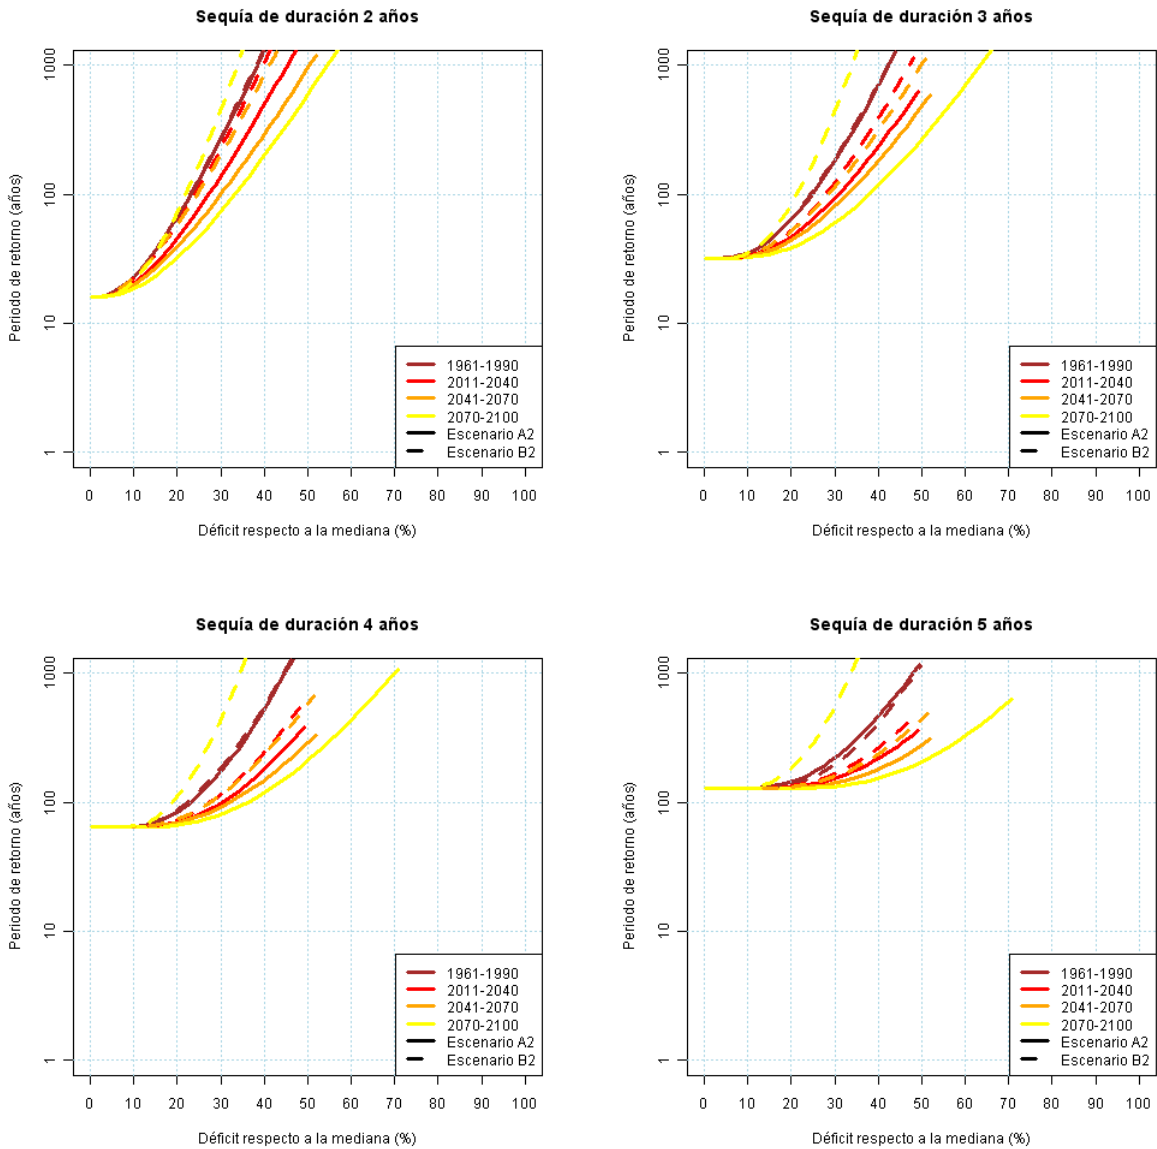 Sequía de duración 2 años
Periodo de retorno (años)
1000
100
10
1
1961-1990
2011-2040
2041-2070
2070-2100
Escenario A2
Escenario B2
0 10 20 30 40 50 60 70 80 90 100
Déficit respecto a la mediana (%)
Sequía de duración 3 años
Periodo de retorno (años)
1000
100
10
1
1961-1990
2011-2040
2041-2070
2070-2100
Escenario A2
Escenario B2
0 10 20 30 40 50 60 70 80 90 100
Déficit respecto a la mediana (%)
Sequía de duración 4 años
Periodo de retorno (años)
1000
100
10
1
1961-1990
2011-2040
2041-2070
2070-2100
Escenario A2
Escenario B2
0 10 20 30 40 50 60 70 80 90 100
Déficit respecto a la mediana (%)
Sequía de duración 5 años
Periodo de retorno (años)
1000
100
10
1
1961-1990
2011-2040
2041-2070
2070-2100
Escenario A2
Escenario B2
0 10 20 30 40 50 60 70 80 90 100
Déficit respecto a la mediana (%)